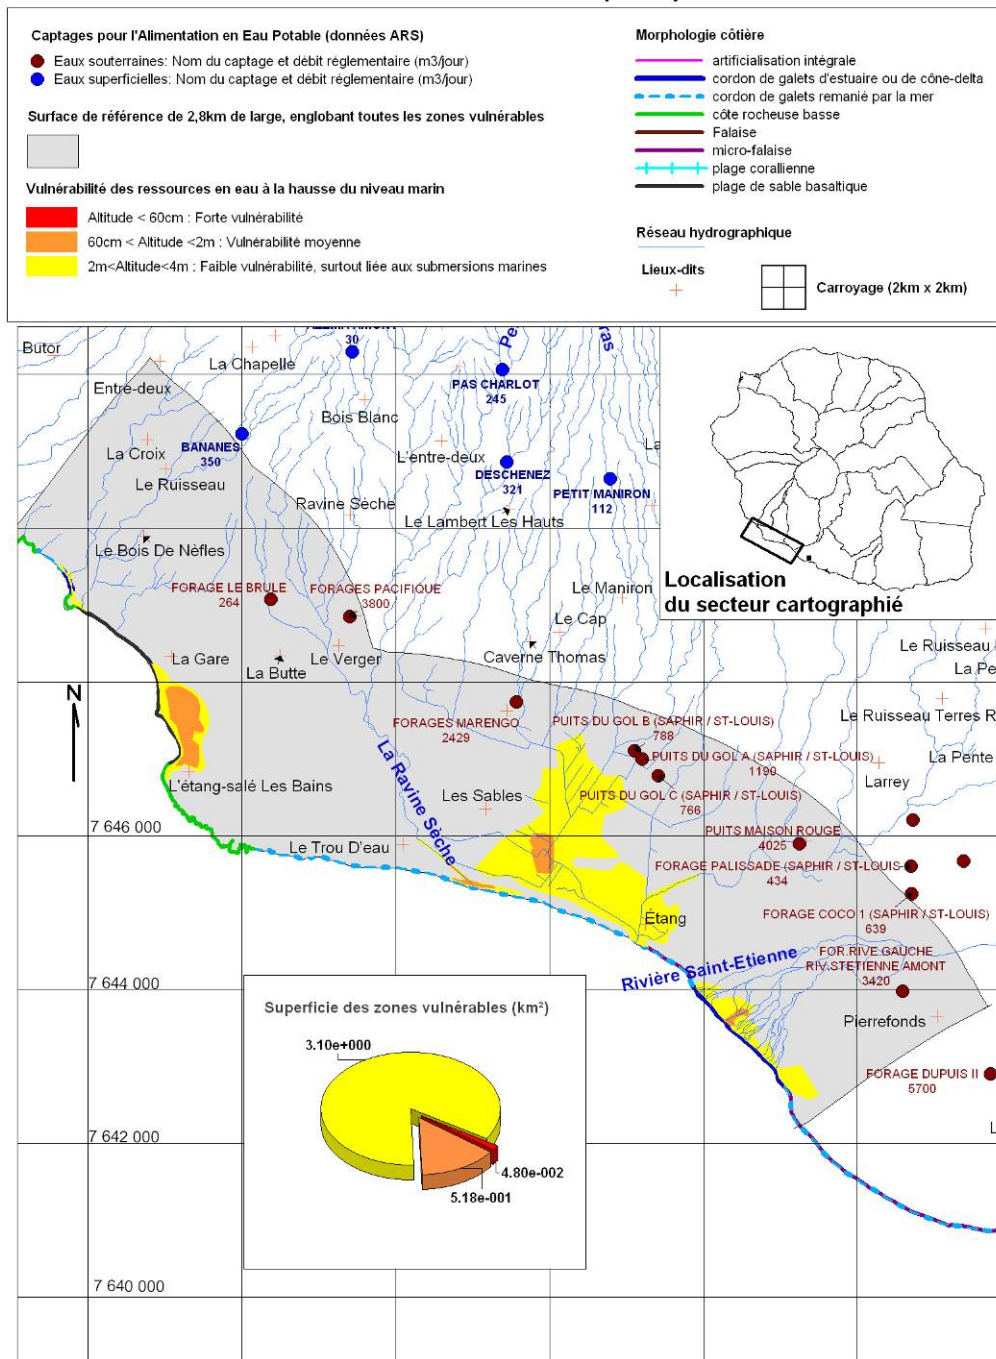 Captages pour l'Alimentation en Eau Potable (données ARS)
Eaux souterraines: Nom du captage et débit réglementaire (m3/jour)
Eaux superficielles: Nom du captage et débit réglementaire (m3/jour)
Surface de référence de 2,8km de large, englobant toutes les zones vulnérables
Vulnérabilité des ressources en eau à la hausse du niveau marin
Altitude < 60cm : Forte vulnérabilité
60cm < Altitude <2m : Vulnérabilité moyenne
2m<Altitude<4m : Faible vulnérabilité, surtout liée aux submersions marines
Morphologie côtière
artificialisation intégrale
cordon de galets d'estuaire ou de cône-delta
cordon de galets remanié par la mer
côte rocheuse basse
Falaise
micro-falaise
plage corallienne
plage de sable basaltique
Réseau hydrographique
Lieux-dits
Carroyage (2km x 2km)
Butor
La Chapelle
30
Pe
ras
PAS CHARLOT
245
Entre-deux
Bois Blanc
BANANES
350
La Croix
Le Ruisseau
L'entre-deux
DESCHENEZ
321
PETIT MANIRON
112
La
Ravine Sèche
Le Lambert Les Hauts
Le Bois De Nèfles
Localisation
du secteur cartographié
FORAGE LE BRULE
264
FORAGES PACIFIQUE
3800
Le Maniron
Le Cap
Caverne Thomas
Le Ruisseau
La Pe
La Gare
La Butte
Le Verger
N
FORAGES MARENGO
2429
PUITS DU GOL B (SAPHIR / ST-LOUIS)
788
PUITS DU GOL A (SAPHIR / ST-LOUIS)
1190
PUITS DU GOL C (SAPHIR / ST-LOUIS)
766
Le Ruisseau Terres R
La Pente
Larrey
La Ravine Sèche
L'étang-salé Les Bains
Les Sables
7 646 000
Le Trou D'eau
PUITS MAISON ROUGE
4025
FORAGE PALISSADE (SAPHIR / ST-LOUIS
434
FORAGE COCO 1 (SAPHIR / ST-LOUIS)
639
Étang
Rivière Saint-Etienne
FOR.RIVE GAUCHE
RIV.STETIENNE AMONT
3420
7 644 000
Pierrefonds
FORAGE DUPUIS II
5700
L
Superficie des zones vulnérables (km²)
3.10e+000
4.80e-002
5.18e-001
7 642 000
7 640 000